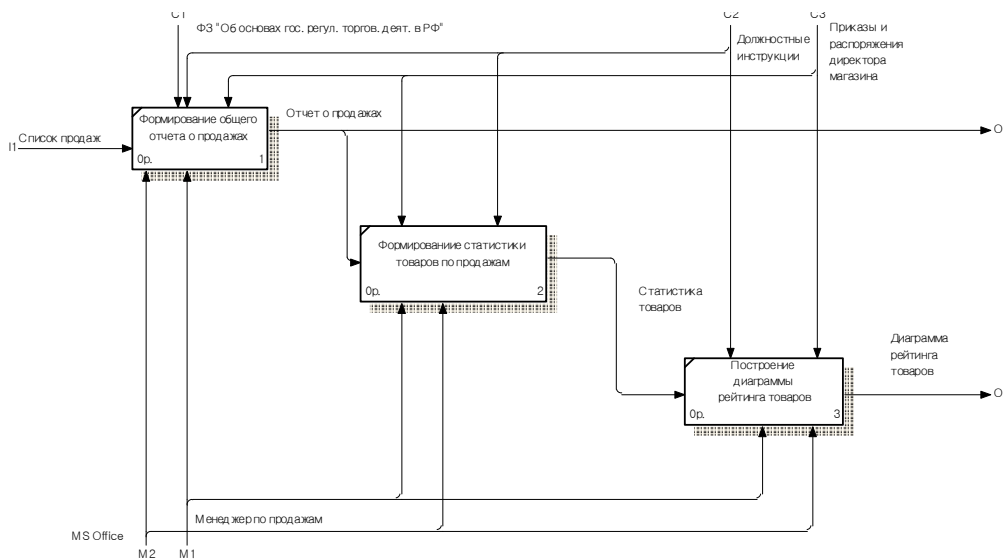 C1
C2
C3
ФЗ "Об основах гос. регул. торгов. деят. в РФ"
Должностные
инструкции
Приказы и
распоряжения
директора
магазина
Отчет о продажах
Формирование общего
отчета о продажах
0р.
1
I1
Список продаж
O
Формированиие статистики
товаров по продажам
0р.
2
Статистика
товаров
Построение
диаграммы
рейтинга товаров
0р.
3
Диаграмма
рейтинга
товаров
O
Менеджер по продажам
MS Office
M2
M1